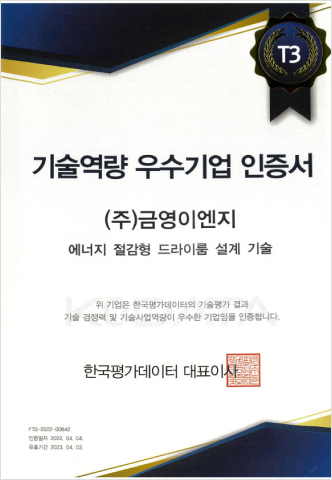 T3
기술역량 우수기업 인증서
(주)금영이엔지
에너지 절감형 드라이룸 설계 기술
위 기업은 한국평가데이터의 기술평가 결과
기술 경쟁력 및 기술사업역량이 우수한 기업임을 인증합니다.
한국평가데이터 대표이사
FTG-2022-00842
인증일자 2022. 04. 04.
유효기간 2023. 04. 03.